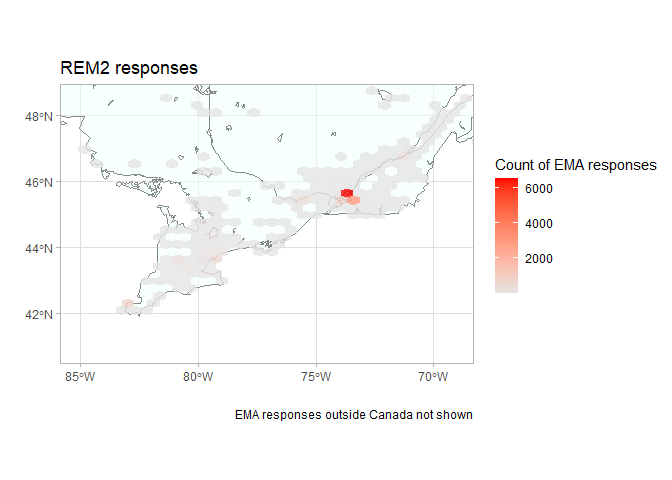 REM2 responses
48°N
46°N
44°N
42°N
85°W
80°W
75°W
70°W
Count of EMA responses
6000
4000
2000
EMA responses outside Canada not shown